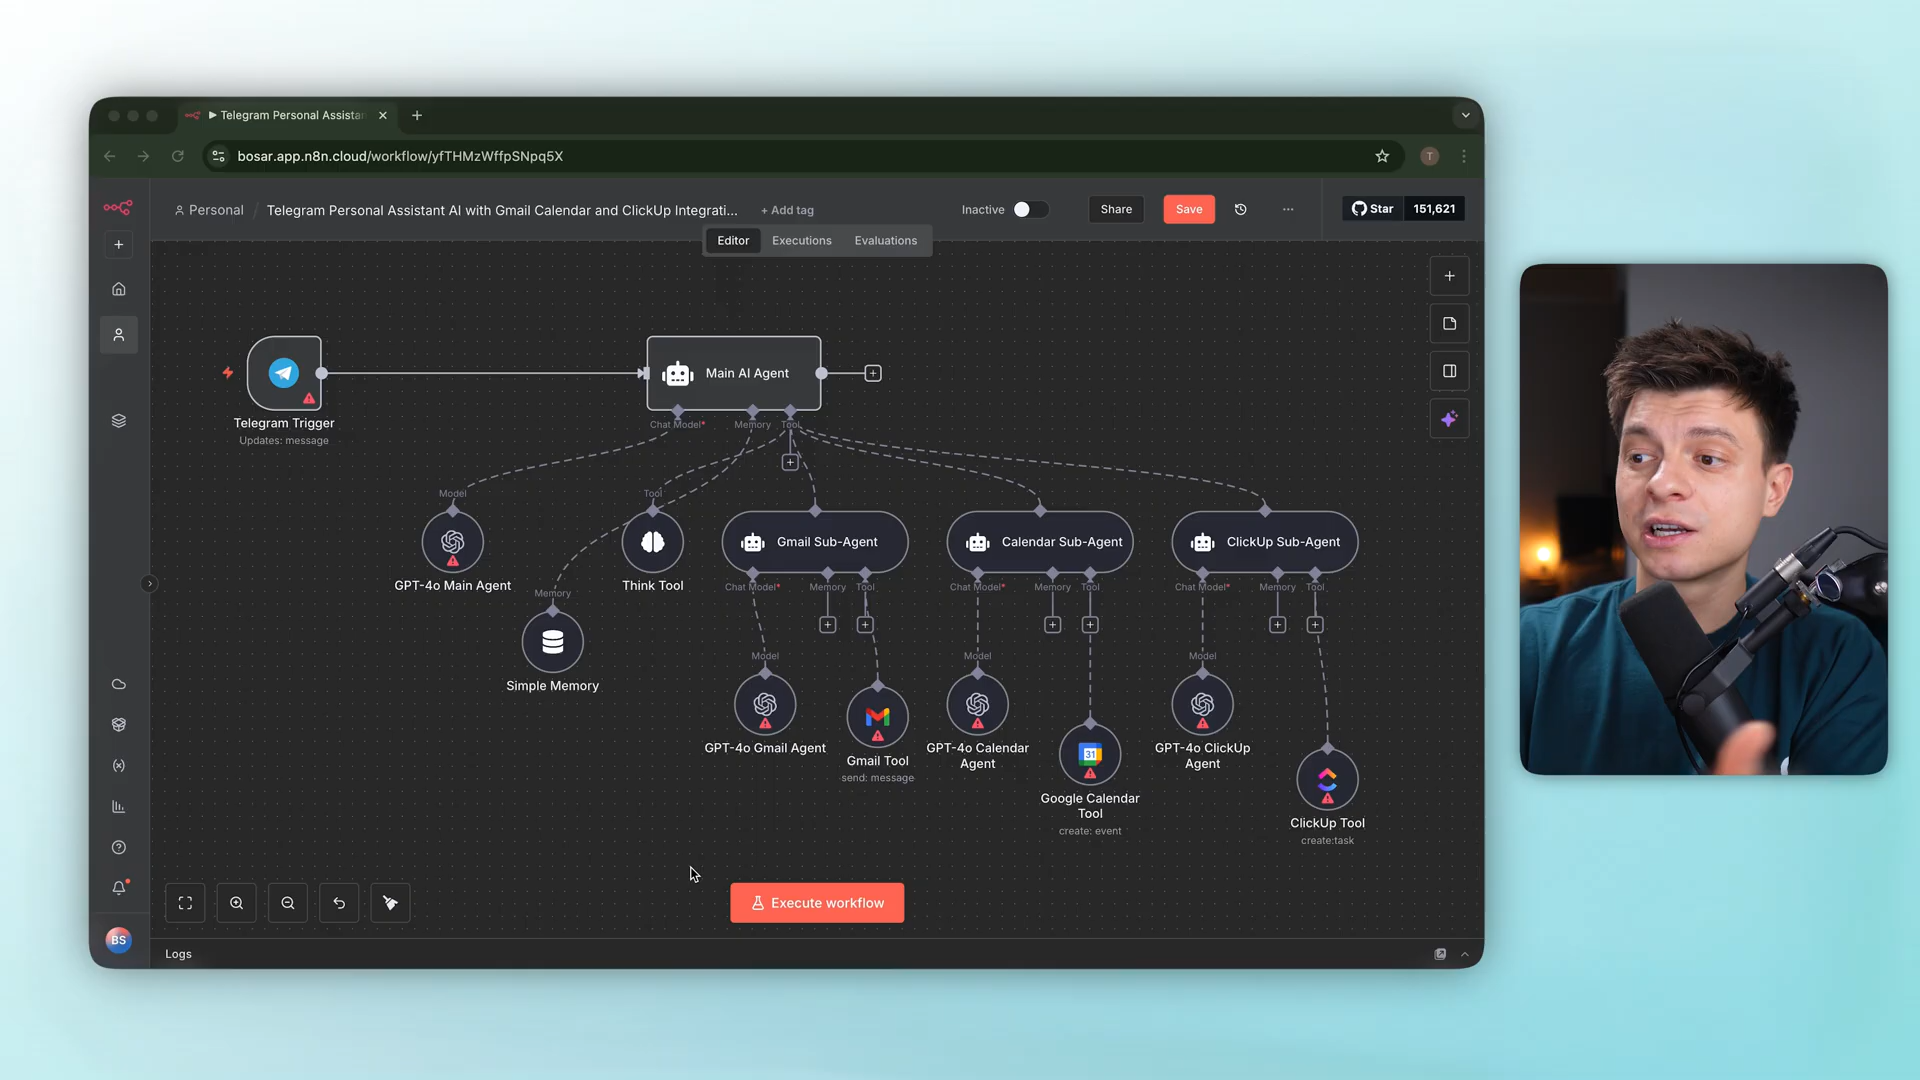 Telegram Personal Assista
bosar.app.n8n.cloud/workflow/yfTHMzWffpSNpq5X
T
Personal / Telegram Personal Assistant AI with Gmail Calendar and ClickUp Integrati... + Add tag
Inactive
Share
Save
Star 151,621
Editor
Executions
Evaluations
Telegram Trigger
Updates: message
Main AI Agent
Chat Model*
Memory
Tool
Model
GPT-4o Main Agent
Memory
Simple Memory
Tool
Think Tool
Gmail Sub-Agent
Chat Model*
Memory
Tool
Model
GPT-4o Gmail Agent
Gmail Tool
send: message
Calendar Sub-Agent
Chat Model*
Memory
Tool
Model
GPT-4o Calendar
Agent
31
Google Calendar
Tool
create: event
ClickUp Sub-Agent
Chat Model*
Memory
Tool
Model
GPT-4o ClickUp
Agent
ClickUp Tool
create:task
Execute workflow
BS
Logs